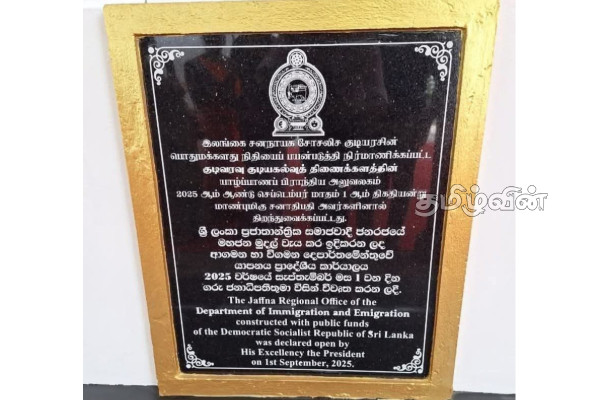 இலங்கை சனநாயக சோசலிச குடியரசின்
பொதுமக்களது நிதியைப் பயன்படுத்தி நிர்மாணிக்கப்பட்ட
குடிவரவு குடியகல்வுத் திணைக்களத்தின்
யாழ்ப்பாணப் பிராந்திய அலுவலகம்
2025 ஆம் ஆண்டு செப்டெம்பர் மாதம் 1 ஆம் திகதியன்று
மாண்புமிகு சனாதிபதி அவர்களினால்
திறந்துவைக்கப்பட்டது.
தமிழ்வின்
ශ්‍රී ලංකා ප්‍රජාතාන්ත්‍රික සමාජවාදී ජනරජයේ
මහජන මුදල් වැය කර ඉදිකරන ලද
ආගමන හා විගමන දෙපාර්තමේන්තුවේ
යාපනය ප්‍රාදේශීය කාර්යාලය
2025 වර්ෂයේ සැප්තැම්බර් මස 1 වන දින
ගරු ජනාධිපතිතුමා විසින් විවෘත කරන ලදී.
The Jaffna Regional Office of the
Department of Immigration and Emigration
constructed with public funds
of the Democratic Socialist Republic of Sri Lanka
was declared open by
His Excellency the President
on 1st September, 2025.